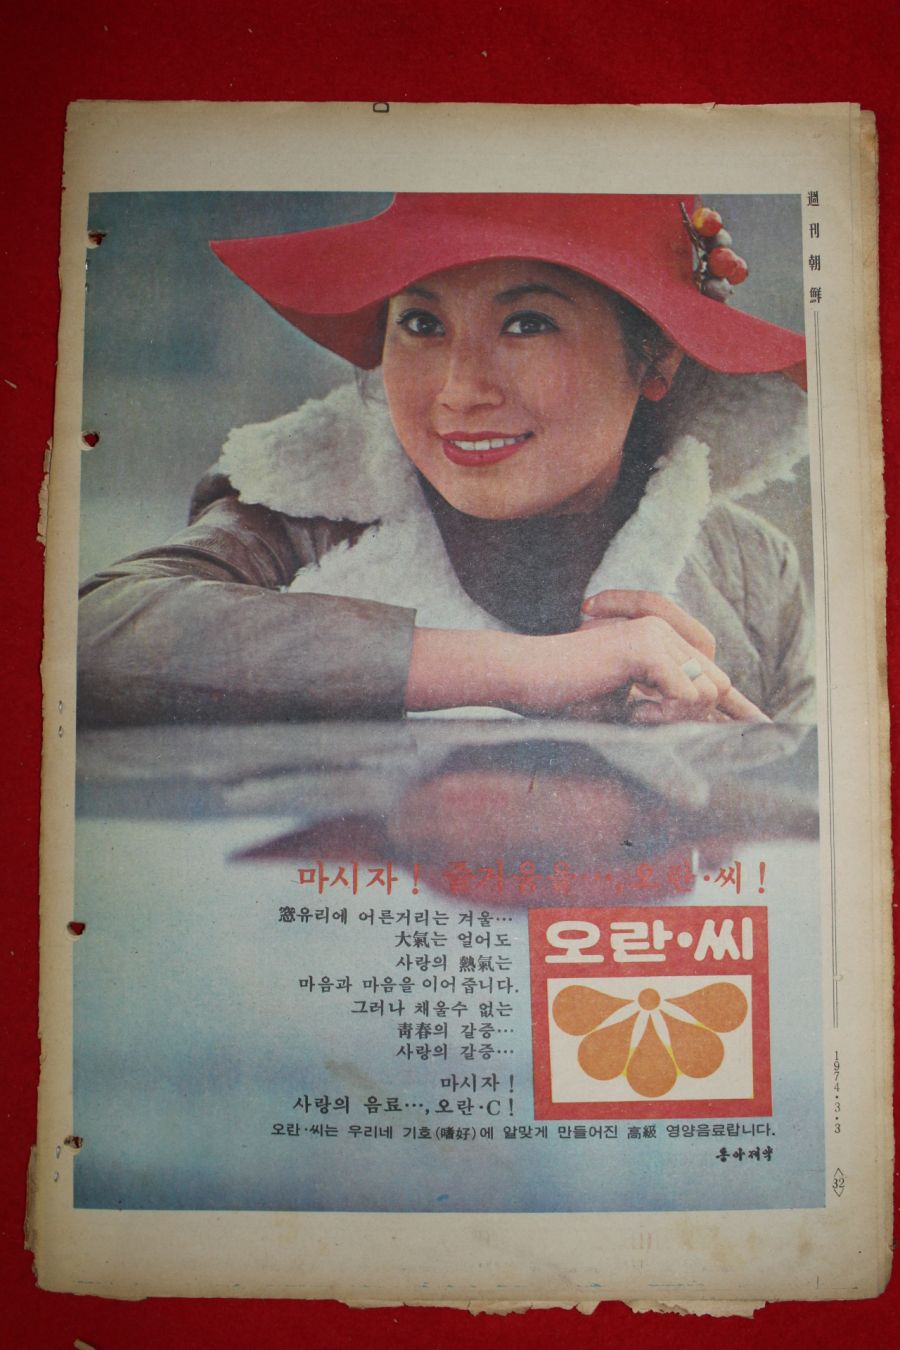 週刊朝鮮
마시자! 즐거움을…, 오란·씨!
窓유리에 어른거리는 겨울…
大氣는 얼어도
사랑의 熱氣는
마음과 마음을 이어줍니다.
그러나 채울수 없는
靑春의 갈증…
사랑의 갈증…
마시자!
사랑의 음료…, 오란·C!
오란·씨
오란·씨는 우리네 기호(嗜好)에 알맞게 만들어진 高級 영양음료랍니다.
동아제약
1974·3·3
32